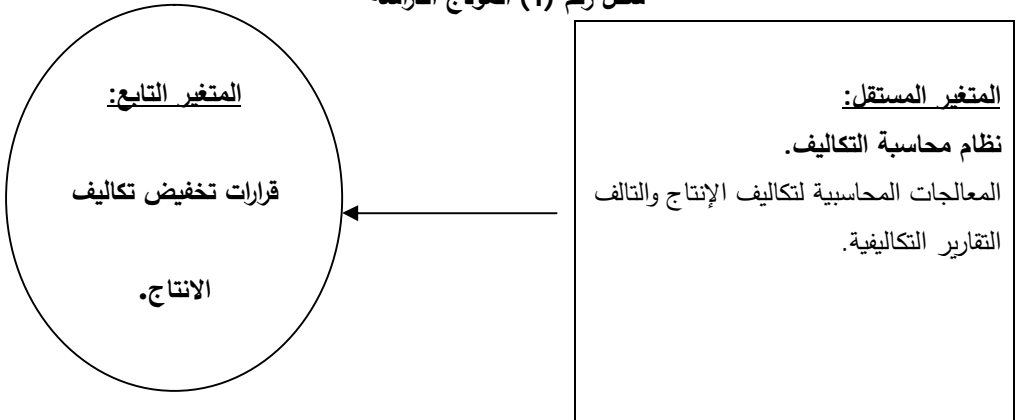 المتغير المستقل:
نظام محاسبة التكاليف.
المعالجات المحاسبية لتكاليف الإنتاج والتالف
التقارير التكاليفية.
المتغير التابع:
قرارات تخفيض تكاليف
الانتاج.